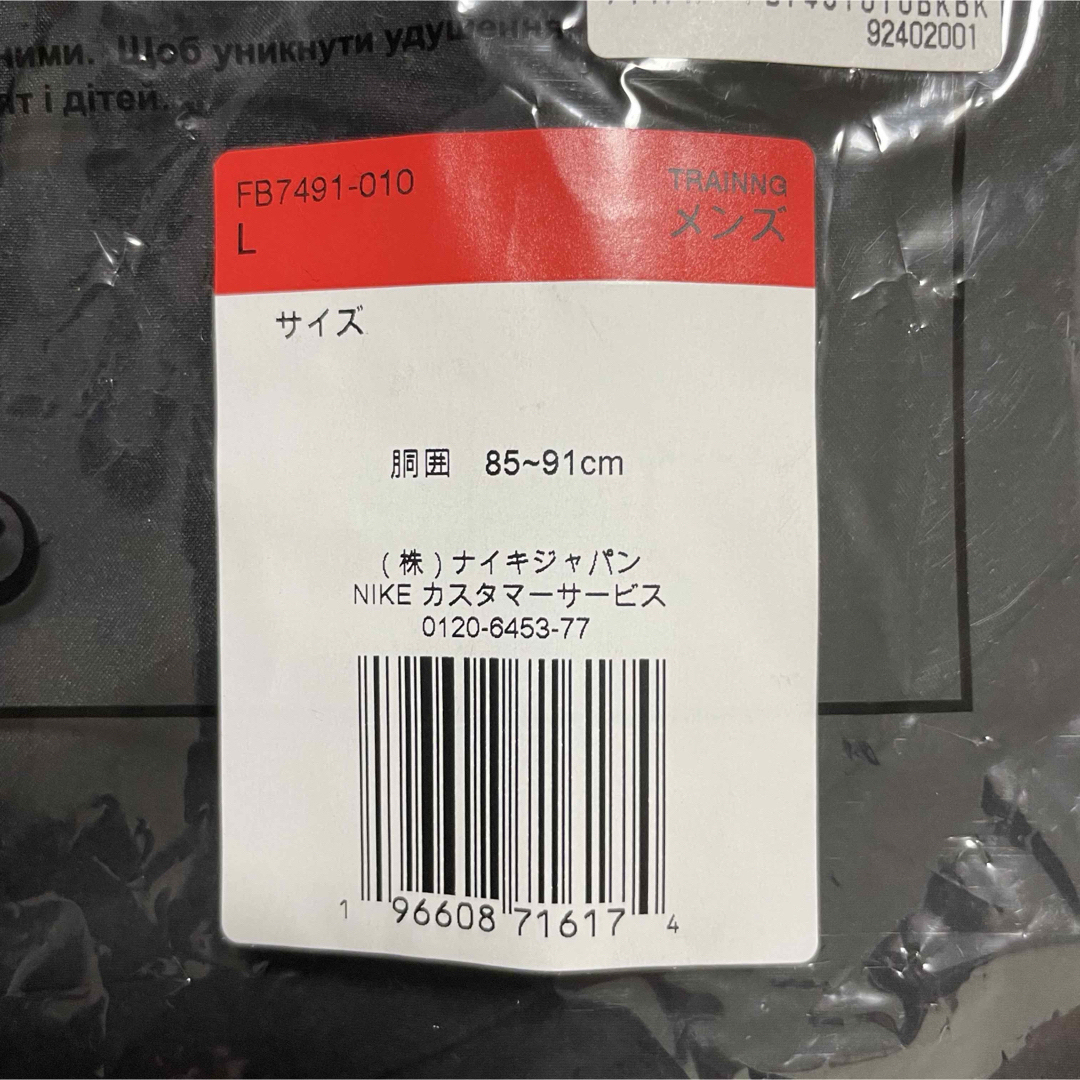 ними. Щоб уникнути удушення
ят і дітей.
92402001
FB7491-010
L
TRAINNG
メンズ
サイズ
胴囲 85~91cm
(株)ナイキジャパン
NIKE カスタマーサービス
0120-6453-77
1 96608 71617 4